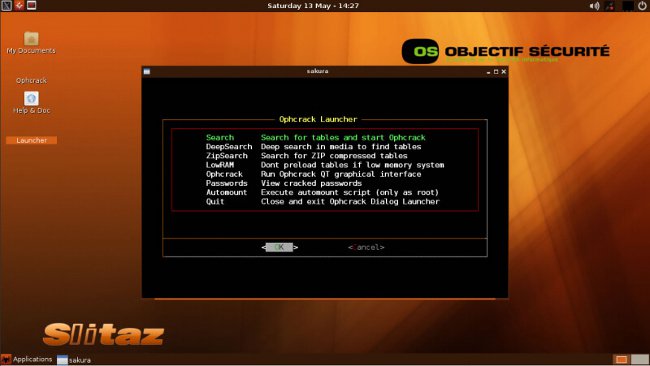 Saturday 13 May - 14:27
My Documents
Ophcrack
Help & Doc
Launcher
OS OBJECTIF SÉCURITÉ
sakura
Ophcrack Launcher
Search Search for tables and start Ophcrack
DeepSearch Deep search in media to find tables
ZipSearch Search for ZIP compressed tables
LowRAM Dont preload tables if low memory system
Ophcrack Run Ophcrack QT graphical interface
Passwords View cracked passwords
Automount Execute automount script (only as root)
Quit Close and exit Ophcrack Dialog Launcher
< OK > <Cancel>
Slitaz
Applications sakura